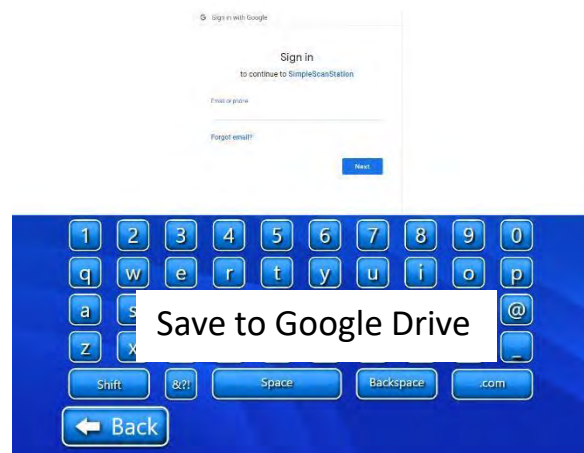 G Sign in with Google
Sign in
to continue to SimpleScanStation
Email or phone
Forgot email?
Next
1 2 3 4 5 6 7 8 9 0
q w e r t y u i o p
a s @
Save to Google Drive
z x _
Shift &?! Space Backspace .com
Back